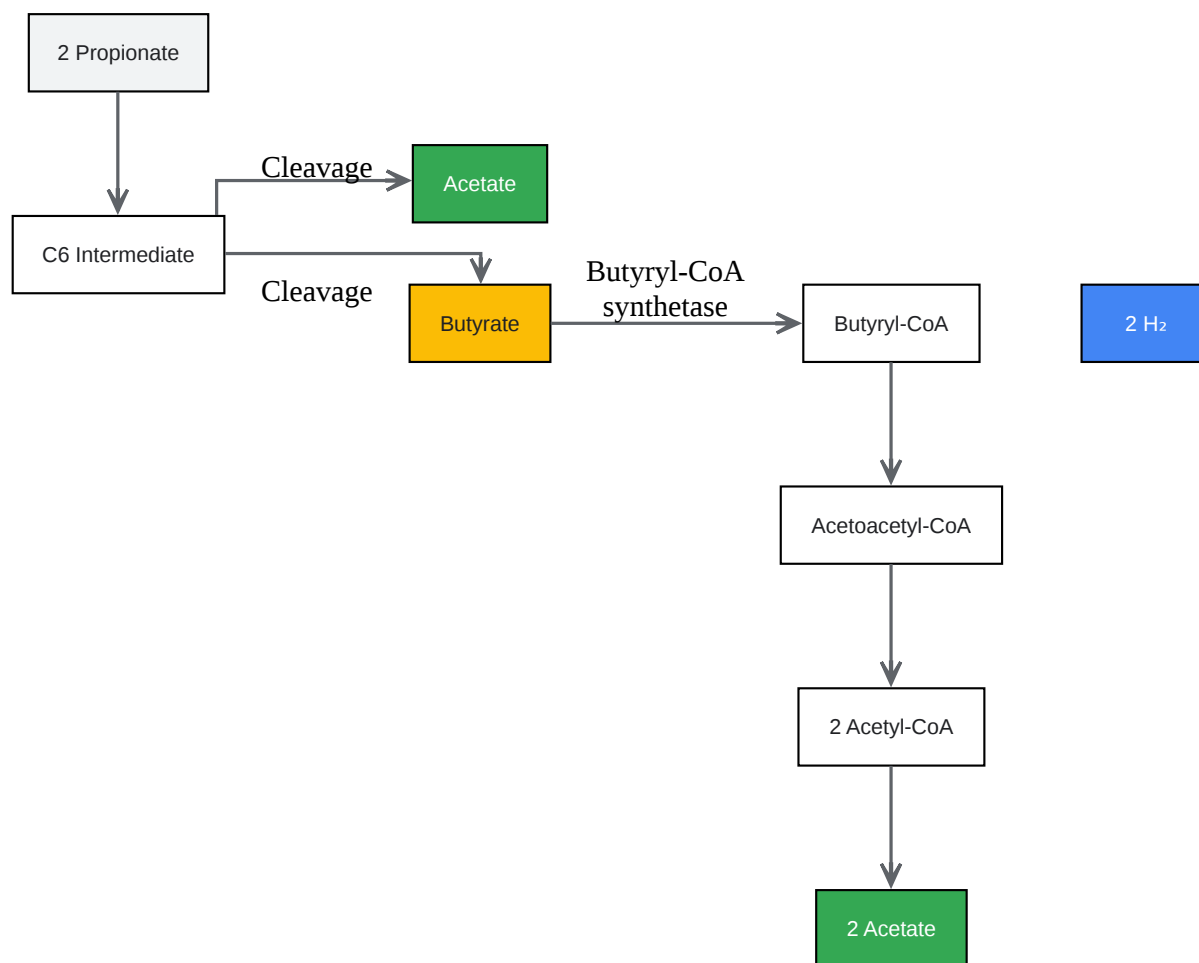 2 Propionate
Cleavage
Acetate
C6 Intermediate
Cleavage
Butyryl-CoA
synthetase
Butyrate
Butyryl-CoA
2 H₂
Acetoacetyl-CoA
2 Acetyl-CoA
2 Acetate